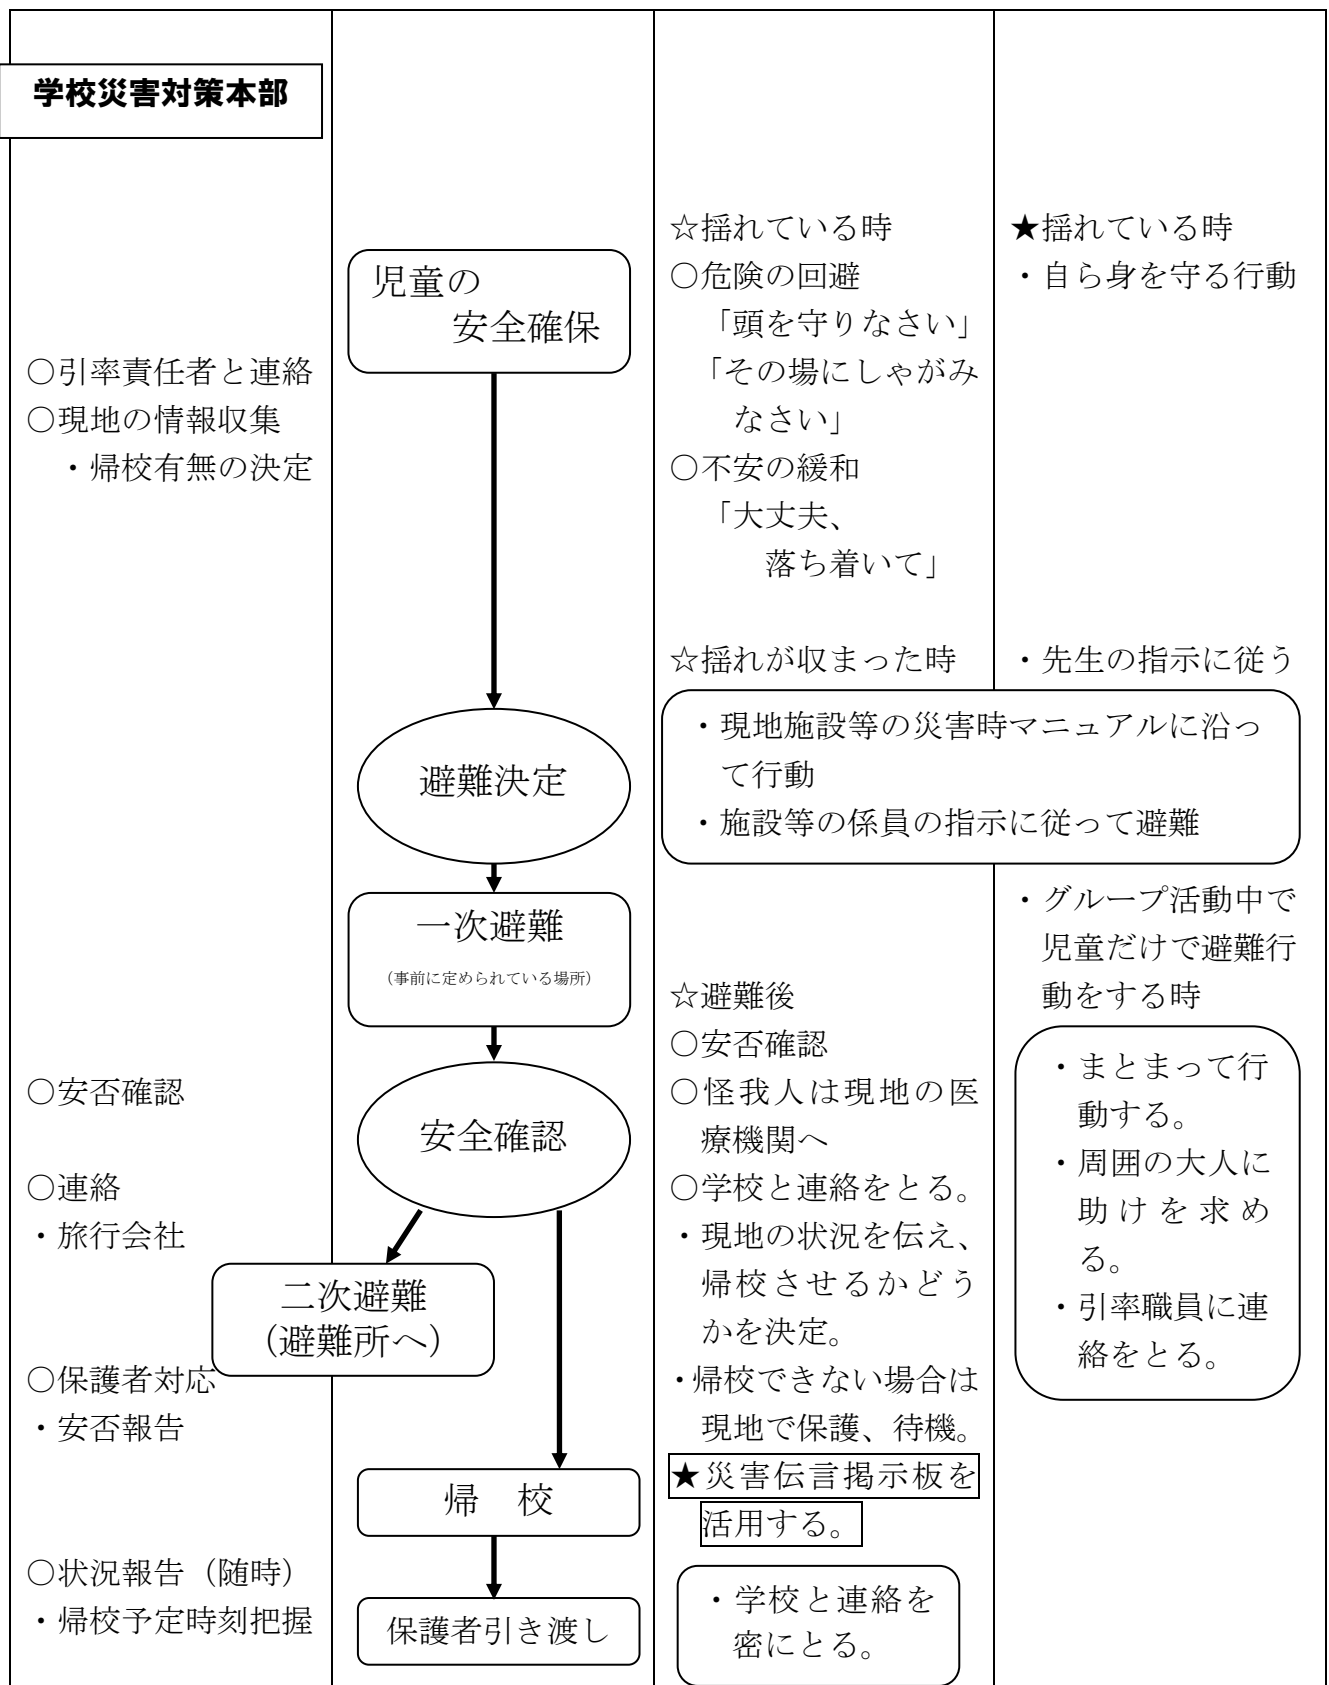 学校災害対策本部
○引率責任者と連絡
○現地の情報収集
・帰校有無の決定
○安否確認
○連絡
・旅行会社
○保護者対応
・安否報告
○状況報告（随時）
・帰校予定時刻把握
児童の
安全確保
避難決定
一次避難
（事前に定められている場所）
安全確認
二次避難
（避難所へ）
帰　校
保護者引き渡し
☆揺れている時
○危険の回避
「頭を守りなさい」
「その場にしゃがみ
なさい」
○不安の緩和
「大丈夫、
落ち着いて」
☆揺れが収まった時
・現地施設等の災害時マニュアルに沿っ
て行動
・施設等の係員の指示に従って避難
☆避難後
○安否確認
○怪我人は現地の医
療機関へ
○学校と連絡をとる。
・現地の状況を伝え、
帰校させるかどう
かを決定。
・帰校できない場合は
現地で保護、待機。
★災害伝言掲示板を
活用する。
・学校と連絡を
密にとる。
★揺れている時
・自ら身を守る行動
・先生の指示に従う
・グループ活動中で
児童だけで避難行
動をする時
・まとまって行
動する。
・周囲の大人に
助けを求め
る。
・引率職員に連
絡をとる。